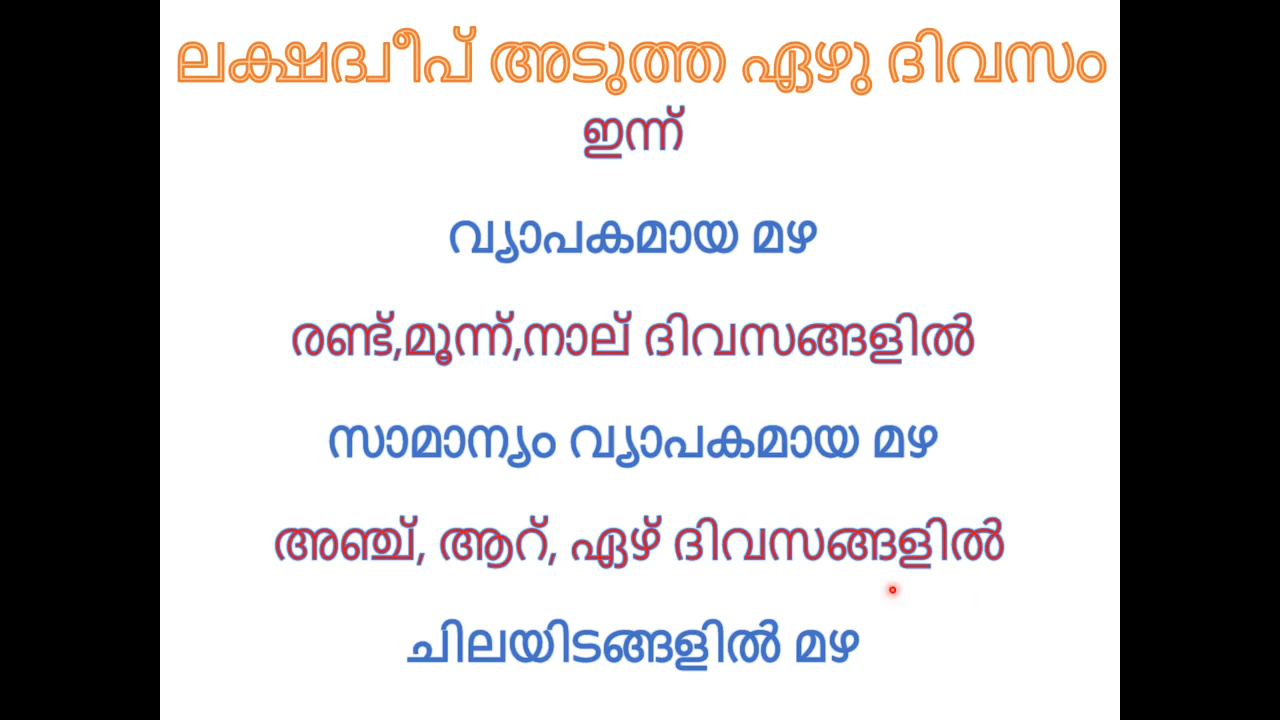 ലക്ഷദ്വീപ് അടുത്ത ഏഴു ദിവസം
ഇന്ന്
വ്യാപകമായ മഴ
രണ്ട്,മൂന്ന്,നാല് ദിവസങ്ങളിൽ
സാമാന്യം വ്യാപകമായ മഴ
അഞ്ച്, ആറ്, ഏഴ് ദിവസങ്ങളിൽ
ചിലയിടങ്ങളിൽ മഴ